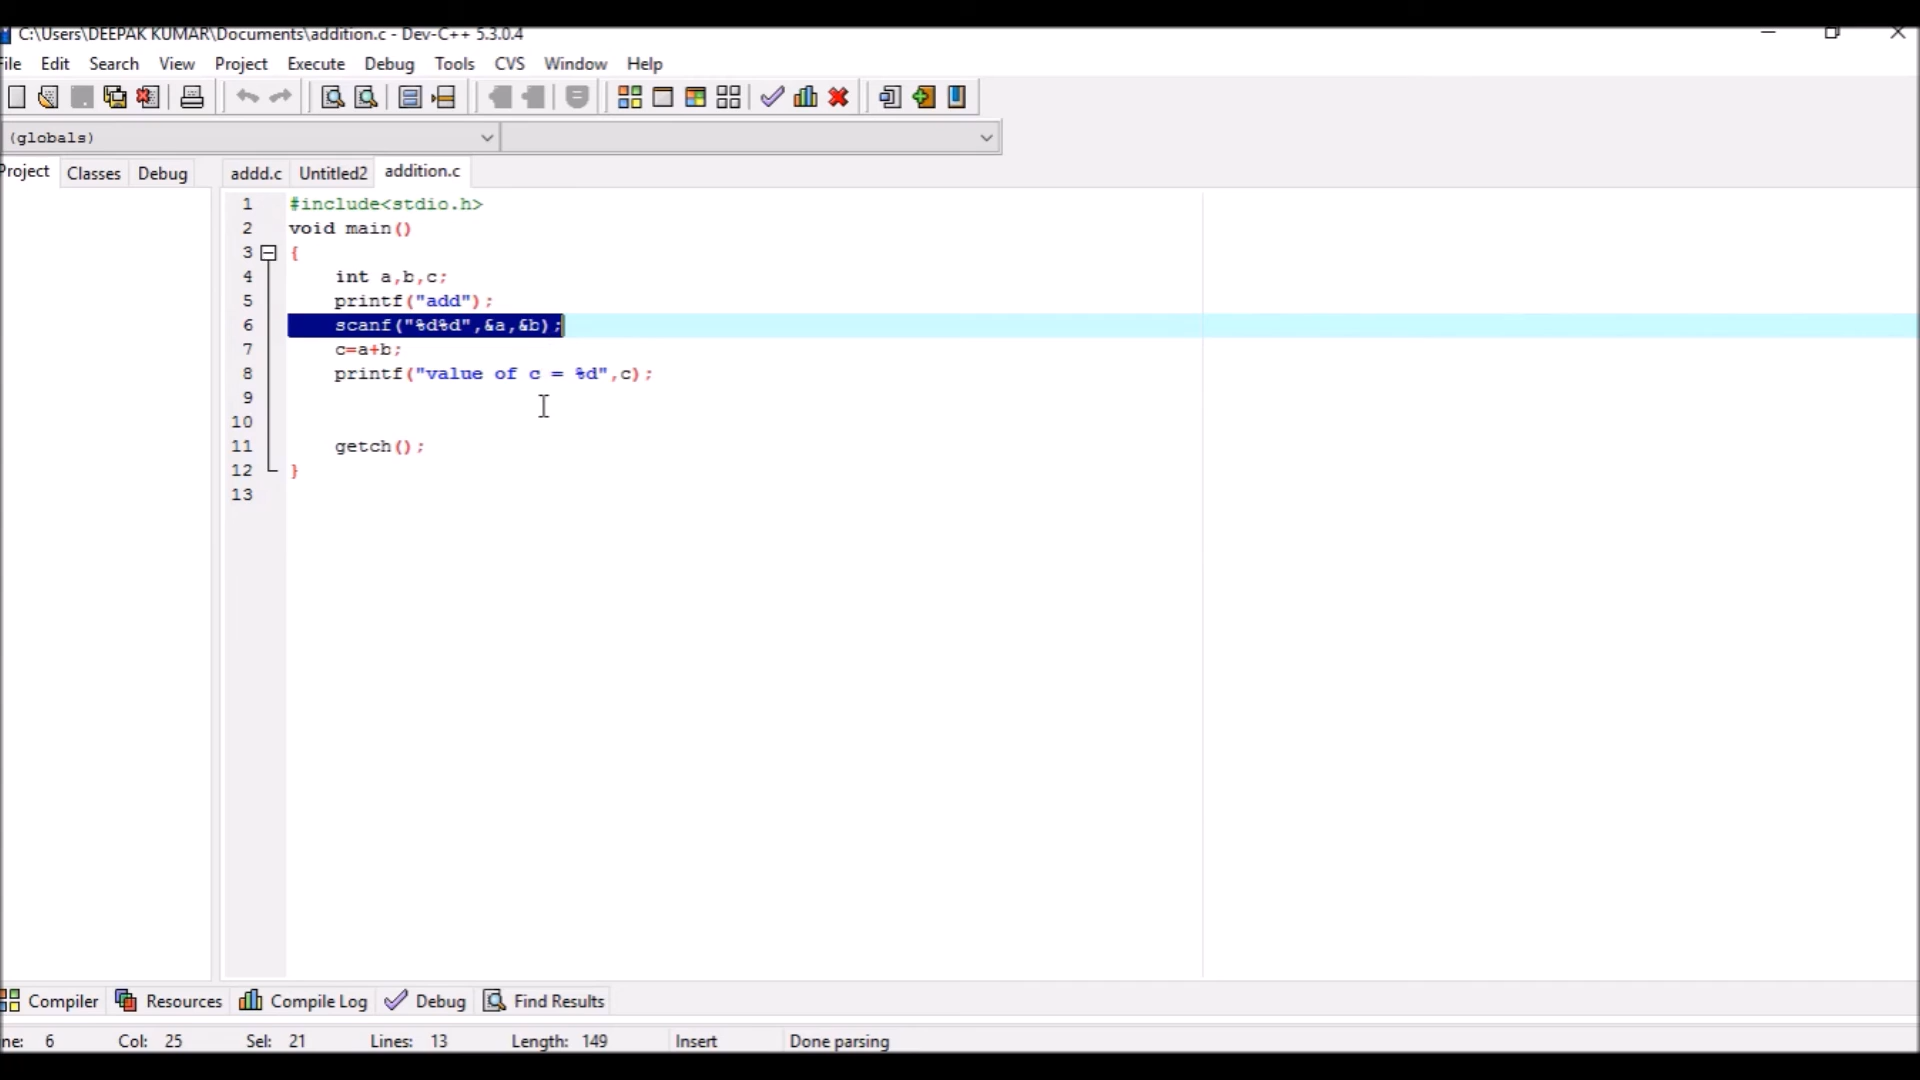 C:\Users\DEEPAK KUMAR\Documents\addition.c - Dev-C++ 5.3.0.4
ile Edit Search View Project Execute Debug Tools CVS Window Help
(globals)
Project Classes Debug addd.c Untitled2 addition.c
1 #include<stdio.h>
2 void main()
3 {
4 int a,b,c;
5 printf("add");
6 scanf("%d%d",&a,&b);
7 c=a+b;
8 printf("value of c = %d",c);
9
10
11 getch();
12 }
13
Compiler Resources Compile Log Debug Find Results
ne: 6 Col: 25 Sel: 21 Lines: 13 Length: 149 Insert Done parsing